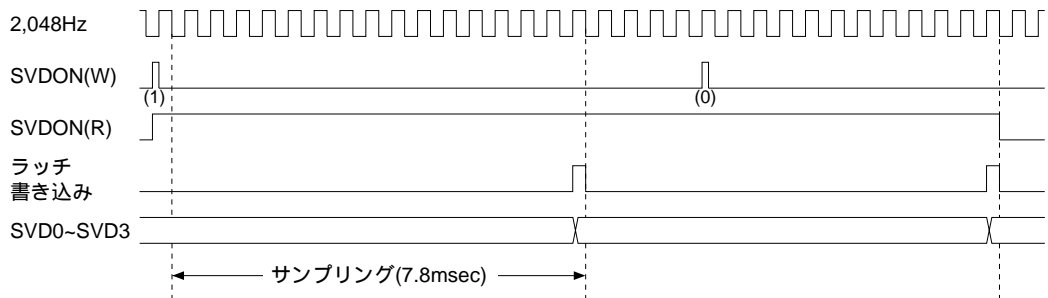 2,048Hz
SVDON(W)
(1)
(0)
SVDON(R)
ラッチ
書き込み
SVD0~SVD3
サンプリング(7.8msec)